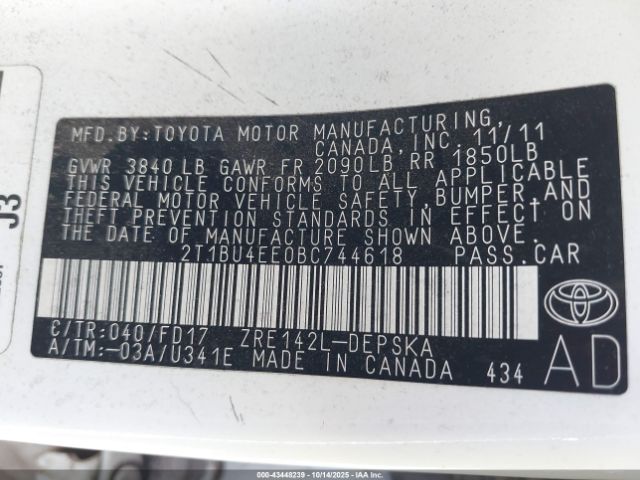 MFD.BY:TOYOTA MOTOR MANUFACTURING,
CANADA,INC. 11/11
GVWR 3840 LB GAWR FR 2090LB RR 1850LB
THIS VEHICLE CONFORMS TO ALL APPLICABLE
FEDERAL MOTOR VEHICLE SAFETY,BUMPER,AND
THEFT PREVENTION STANDARDS IN EFFECT ON
THE DATE OF MANUFACTURE SHOWN ABOVE.
2T1BU4EE0BC744618 PASS.CAR
C/TR:040/FD17 ZRE142L-DEPSKA
A/TM:-03A/U341E MADE IN CANADA 434
AD
J3
000-43448239 - 10/14/2025 - IAA Inc.